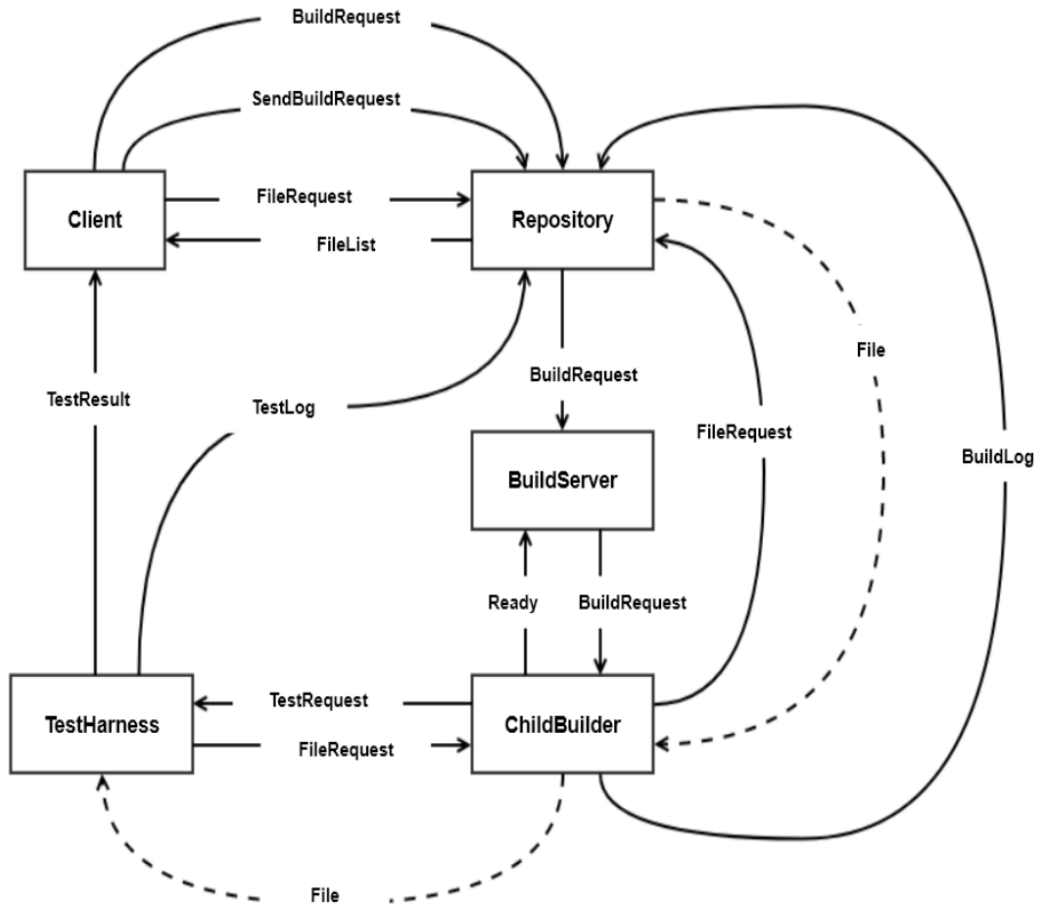 BuildRequest
SendBuildRequest
FileRequest
Client
Repository
FileList
File
BuildRequest
TestResult
TestLog
FileRequest
BuildLog
BuildServer
Ready
BuildRequest
TestRequest
TestHarness
ChildBuilder
FileRequest
File